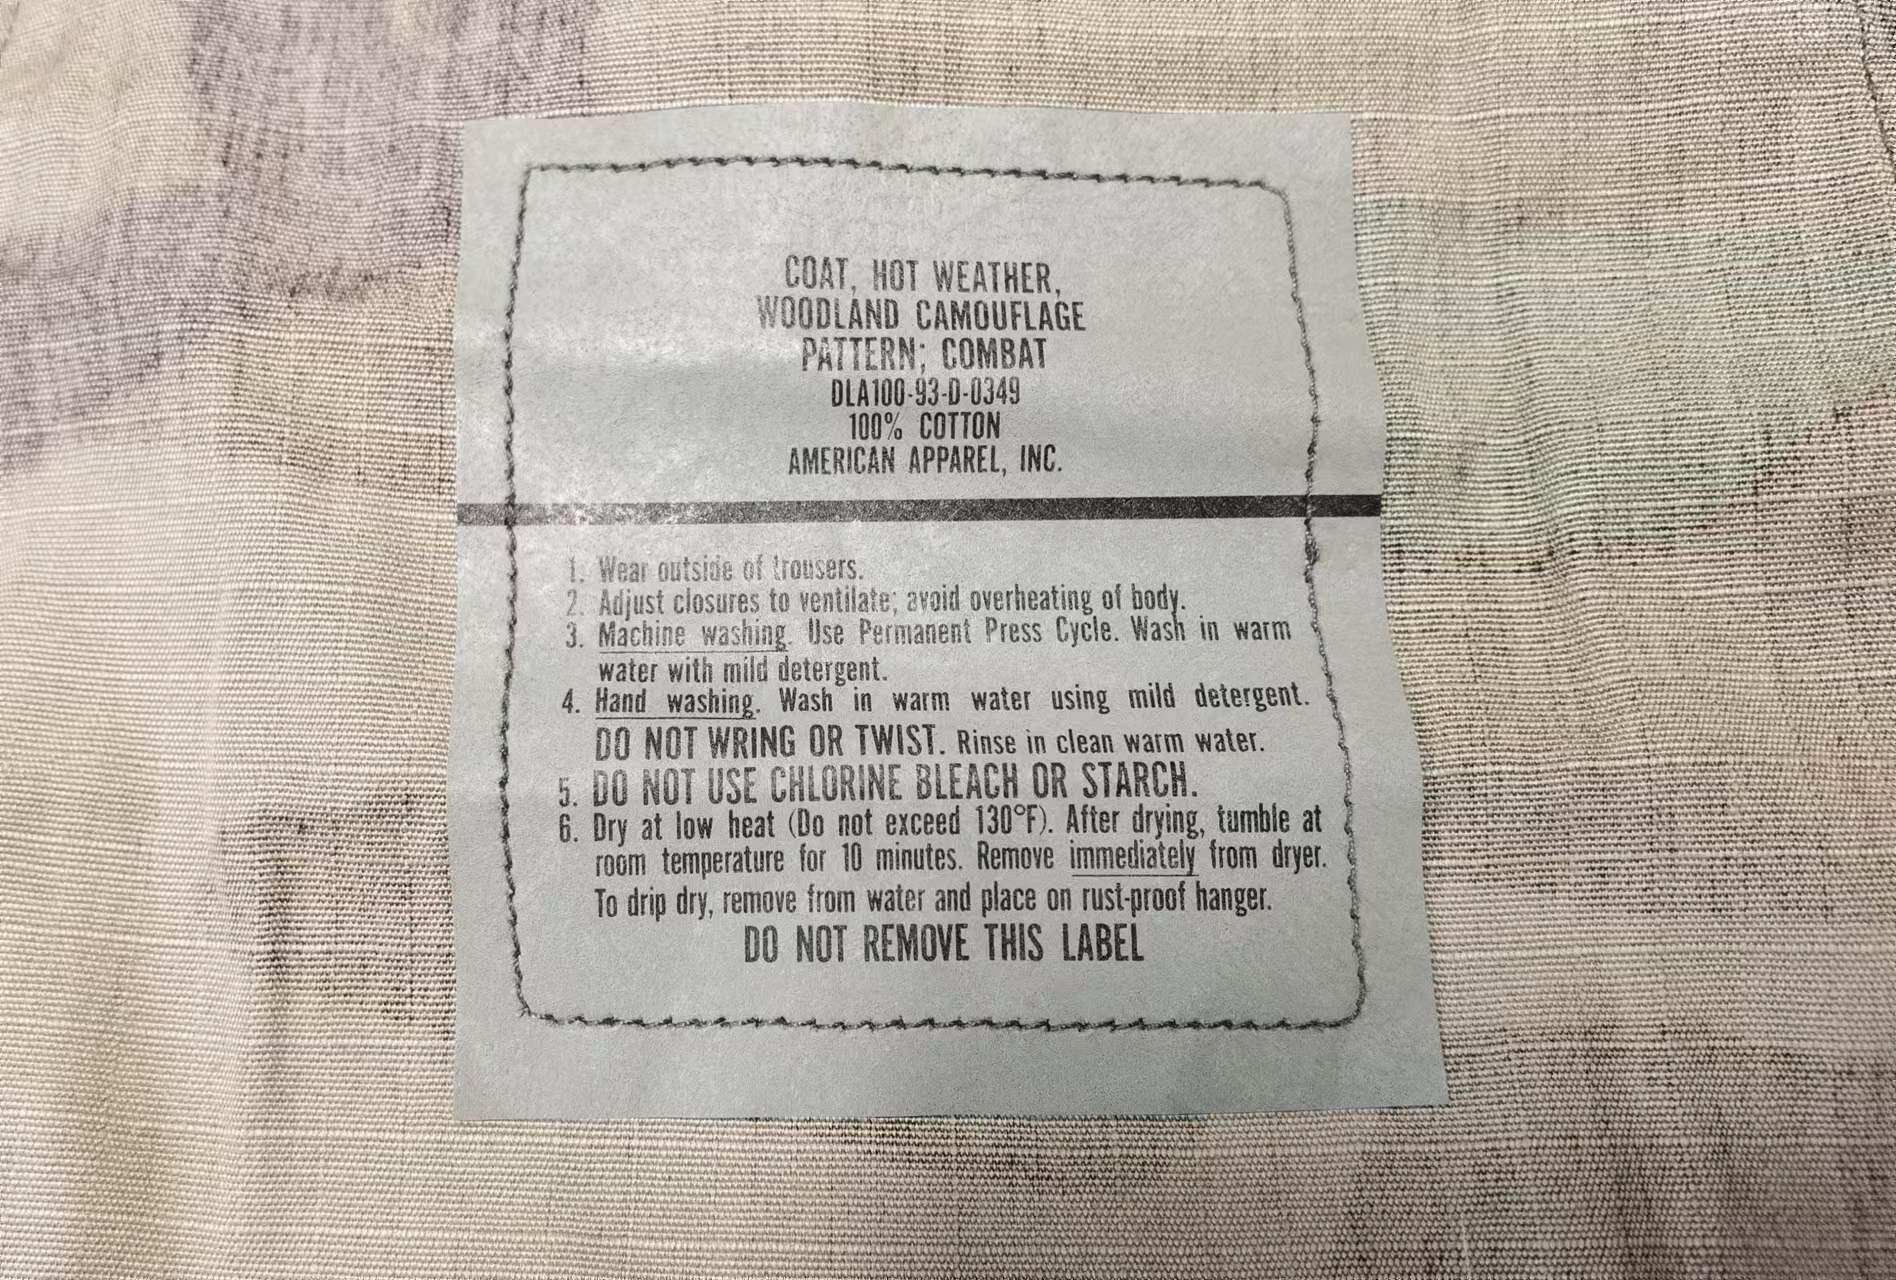 COAT, HOT WEATHER,
WOODLAND CAMOUFLAGE
PATTERN; COMBAT
DLA100-93-D-0349
100% COTTON
AMERICAN APPAREL, INC.
1. Wear outside of trousers.
2. Adjust closures to ventilate; avoid overheating of body.
3. Machine washing. Use Permanent Press Cycle. Wash in warm
water with mild detergent.
4. Hand washing. Wash in warm water using mild detergent.
DO NOT WRING OR TWIST. Rinse in clean warm water.
5. DO NOT USE CHLORINE BLEACH OR STARCH.
6. Dry at low heat (Do not exceed 130°F). After drying, tumble at
room temperature for 10 minutes. Remove immediately from dryer.
To drip dry, remove from water and place on rust-proof hanger.
DO NOT REMOVE THIS LABEL